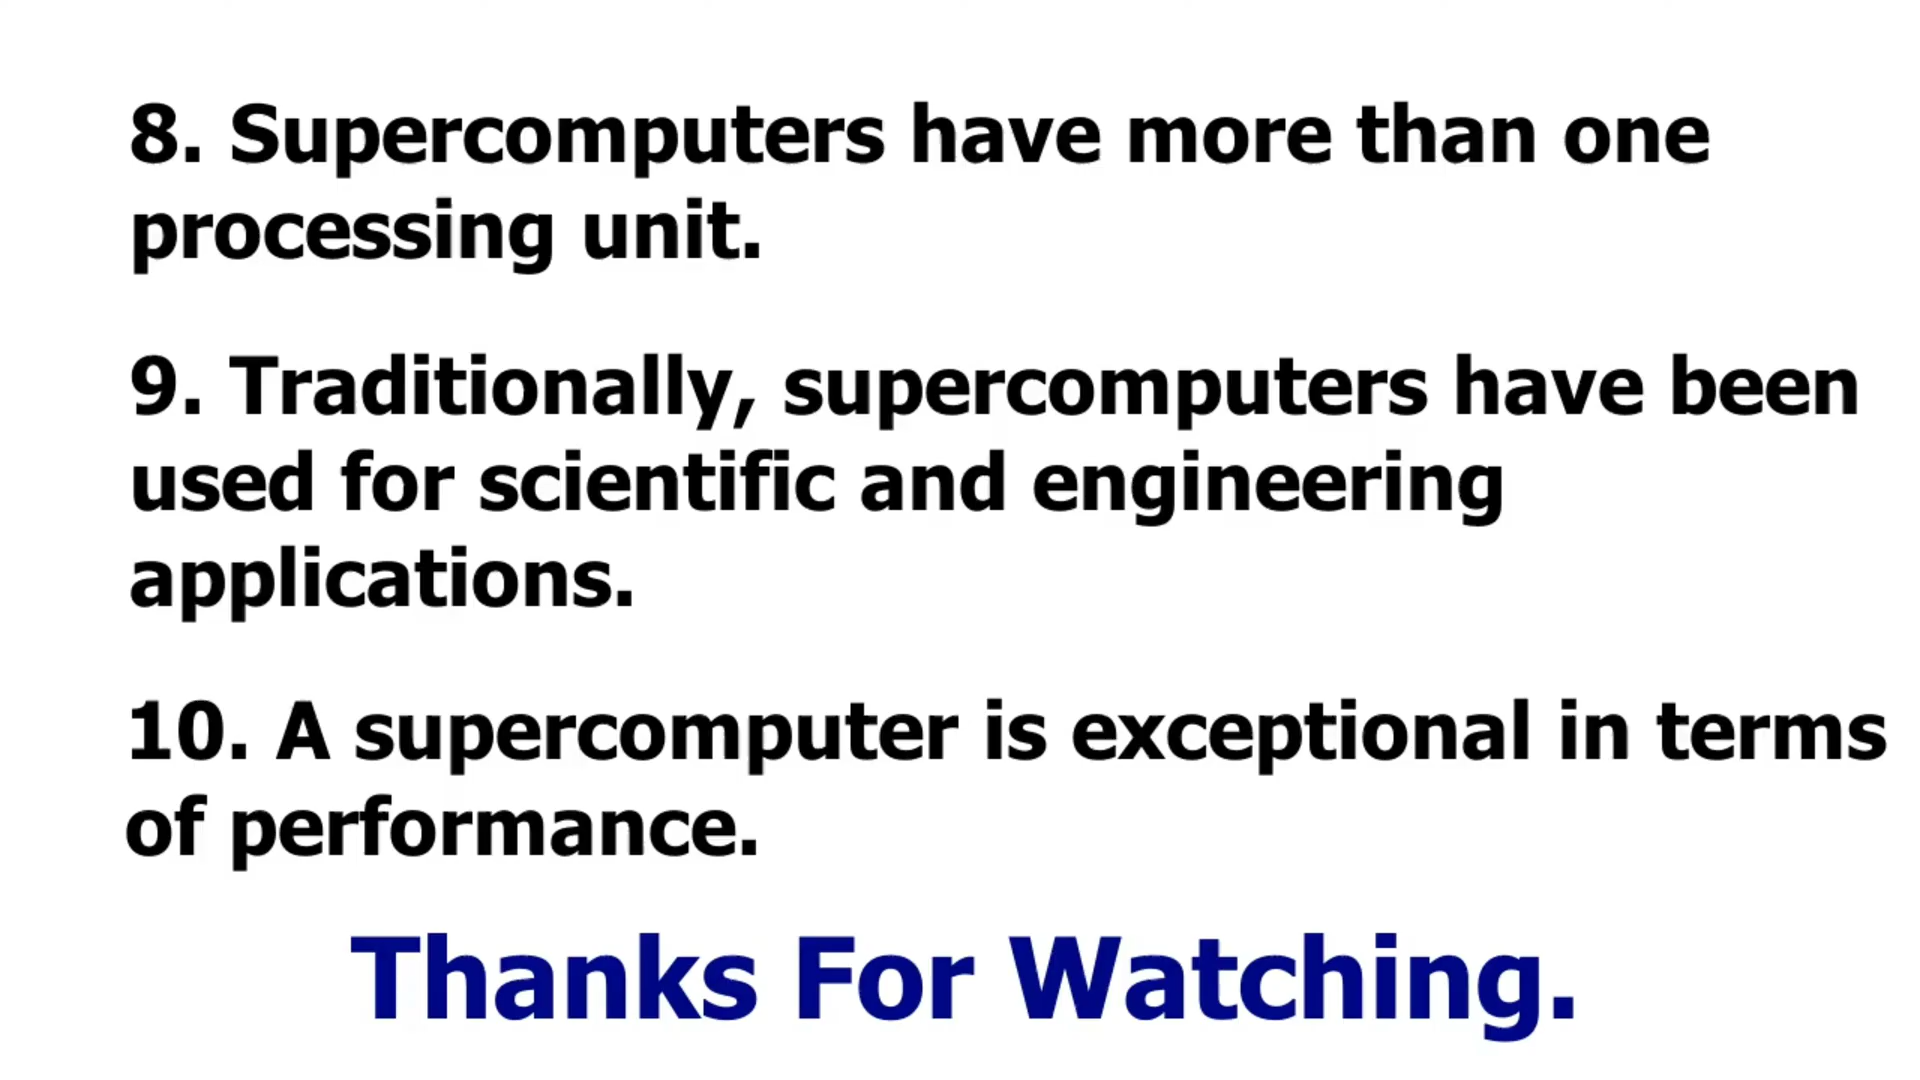 8. Supercomputers have more than one
processing unit.
9. Traditionally, supercomputers have been
used for scientific and engineering
applications.
10. A supercomputer is exceptional in terms
of performance.
Thanks For Watching.